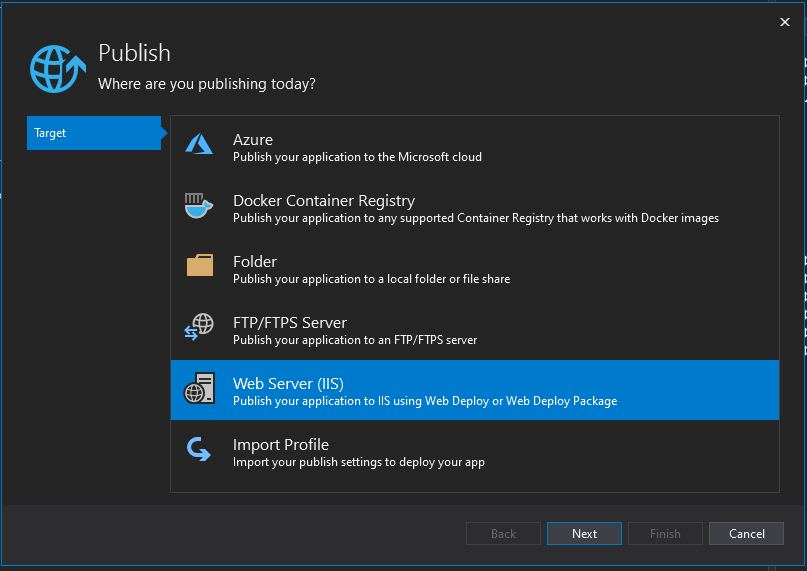 Publish
Where are you publishing today?
Target
Azure
Publish your application to the Microsoft cloud
Docker Container Registry
Publish your application to any supported Container Registry that works with Docker images
Folder
Publish your application to a local folder or file share
FTP/FTPS Server
Publish your application to an FTP/FTPS server
Web Server (IIS)
Publish your application to IIS using Web Deploy or Web Deploy Package
Import Profile
Import your publish settings to deploy your app
Back
Next
Finish
Cancel